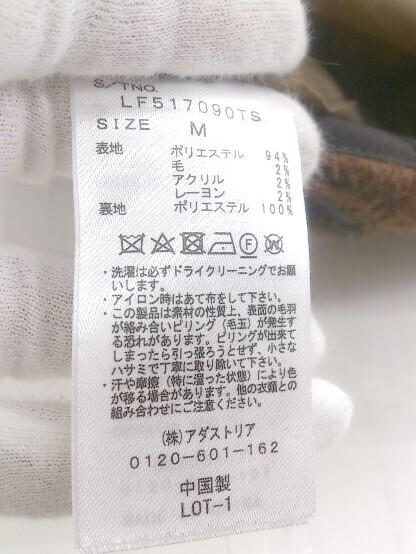 S/TNO.
LF517090TS
SIZE M
表地 ポリエステル 94%
毛 2%
アクリル 2%
レーヨン 2%
裏地 ポリエステル 100%
・洗濯は必ずドライクリーニングでお願
いします。
・アイロン時はあて布をして下さい。
・この製品は素材の性質上、表面の毛羽
が絡み合いピリング（毛玉）が発生す
る恐れがあります。ピリングが出来て
しまったら引っ張ろうとせず、小さな
ハサミで丁寧に取り除いて下さい。
・汗や摩擦（特に湿った状態）により色
が移る場合があります。他の衣類との
組み合わせにご注意ください。
(株)アダストリア
0120-601-162
中国製
LOT-1